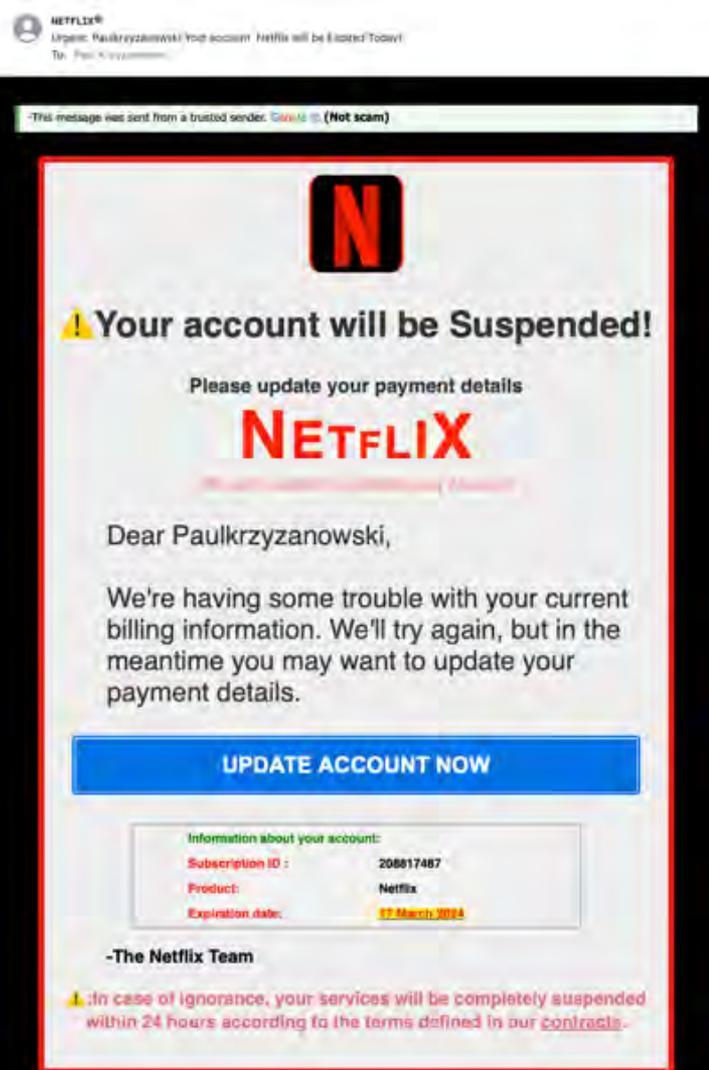 NETFLIX®
Urgent: Paulkrzyzanowski Your account Netflix will be Expired Today!
To:
-This message was sent from a trusted sender. (Not scam)
N
⚠Your account will be Suspended!
Please update your payment details
NETFLIX
Dear Paulkrzyzanowski,
We're having some trouble with your current
billing information. We'll try again, but in the
meantime you may want to update your
payment details.
UPDATE ACCOUNT NOW
Information about your account:
Subscription ID : 208817487
Product: Netflix
Expiration date: 17 March 2024
-The Netflix Team
⚠ :In case of ignorance, your services will be completely suspended
within 24 hours according to the terms defined in our contracts.